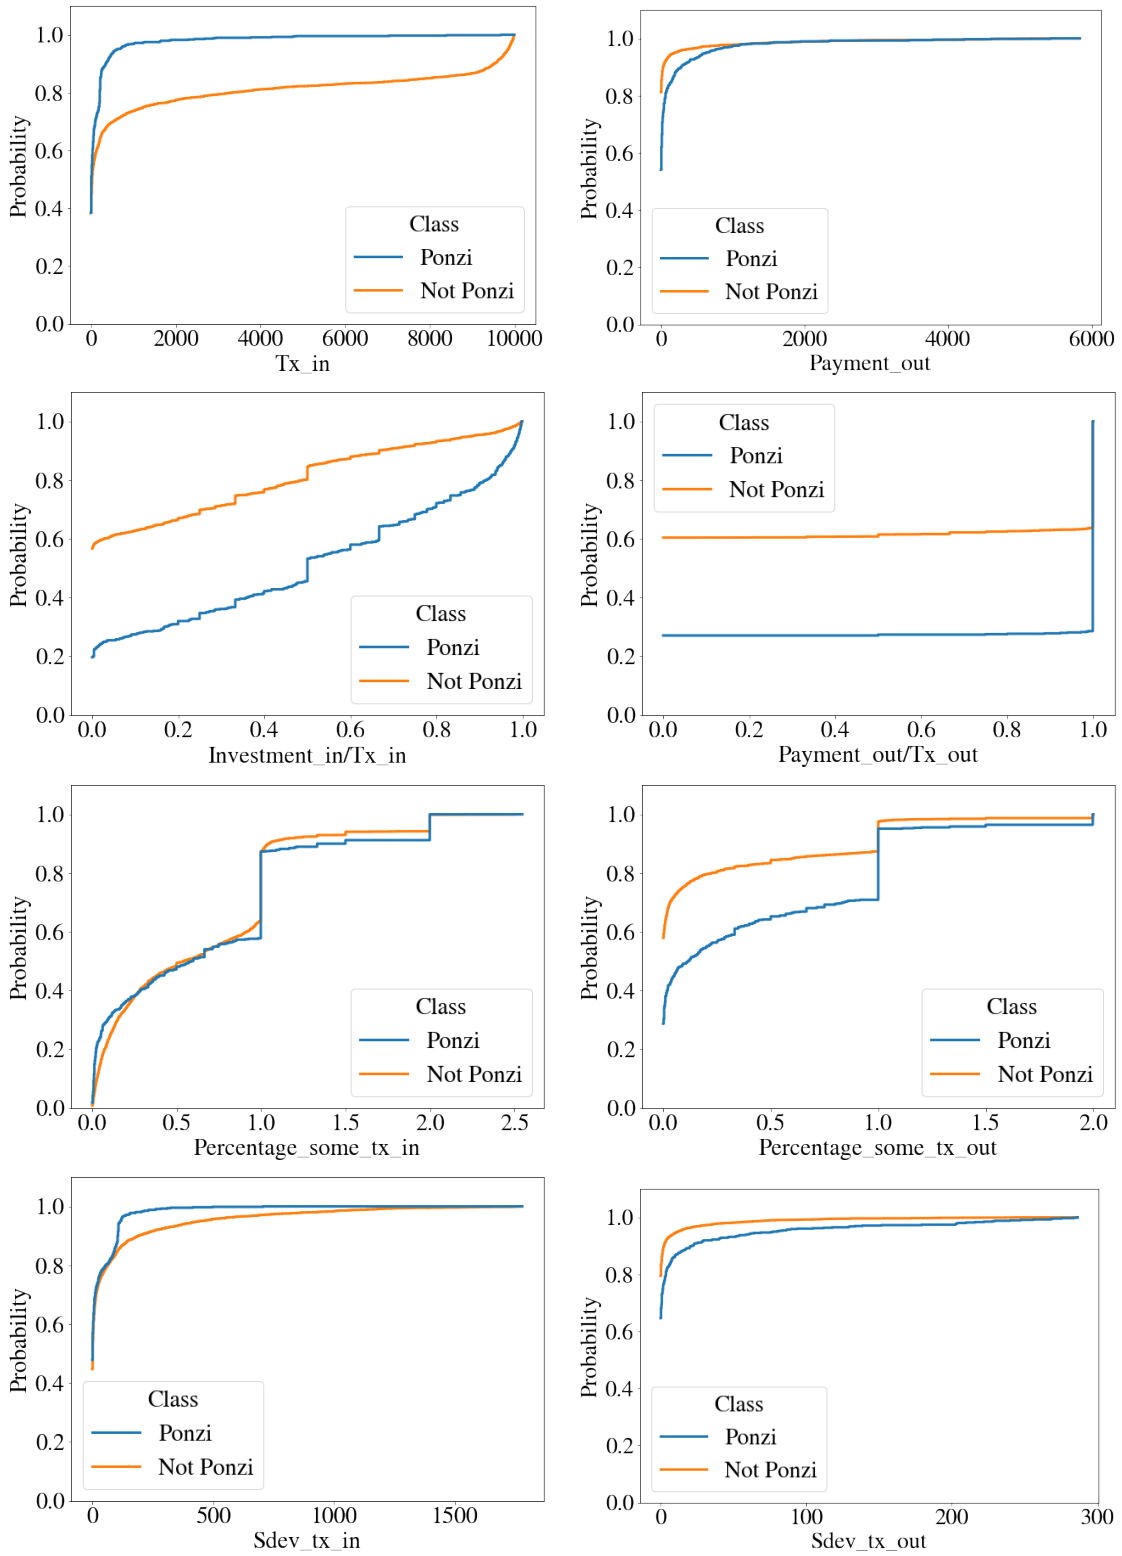 1.0
0.8
0.6
0.4
0.2
0.0
Probability
Class
Ponzi
Not Ponzi
0 2000 4000 6000 8000 10000
Tx_in
1.0
0.8
0.6
0.4
0.2
0.0
Probability
Class
Ponzi
Not Ponzi
0 2000 4000 6000
Payment_out
1.0
0.8
0.6
0.4
0.2
0.0
Probability
Class
Ponzi
Not Ponzi
0.0 0.2 0.4 0.6 0.8 1.0
Investment_in/Tx_in
1.0
0.8
0.6
0.4
0.2
0.0
Probability
Class
Ponzi
Not Ponzi
0.0 0.2 0.4 0.6 0.8 1.0
Payment_out/Tx_out
1.0
0.8
0.6
0.4
0.2
0.0
Probability
Class
Ponzi
Not Ponzi
0.0 0.5 1.0 1.5 2.0 2.5
Percentage_some_tx_in
1.0
0.8
0.6
0.4
0.2
0.0
Probability
Class
Ponzi
Not Ponzi
0.0 0.5 1.0 1.5 2.0
Percentage_some_tx_out
1.0
0.8
0.6
0.4
0.2
0.0
Probability
Class
Ponzi
Not Ponzi
0 500 1000 1500
Sdev_tx_in
1.0
0.8
0.6
0.4
0.2
0.0
Probability
Class
Ponzi
Not Ponzi
0 100 200 300
Sdev_tx_out